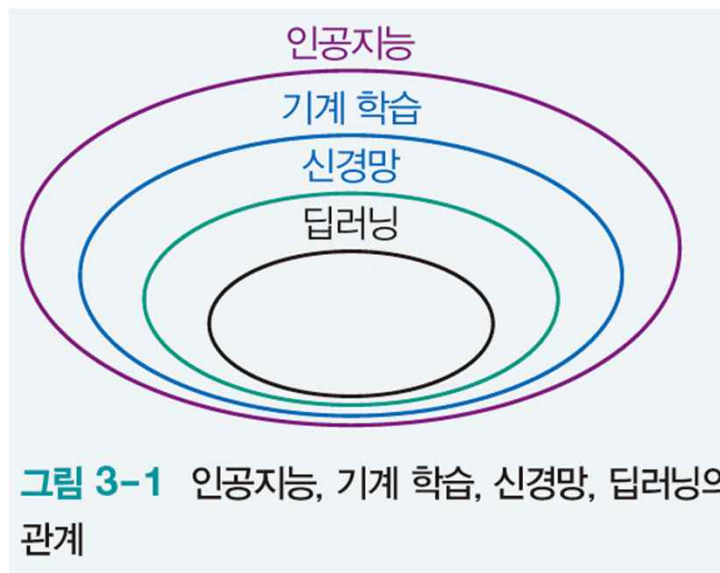 인공지능
기계 학습
신경망
딥러닝
그림 3-1 인공지능, 기계 학습, 신경망, 딥러닝의
관계